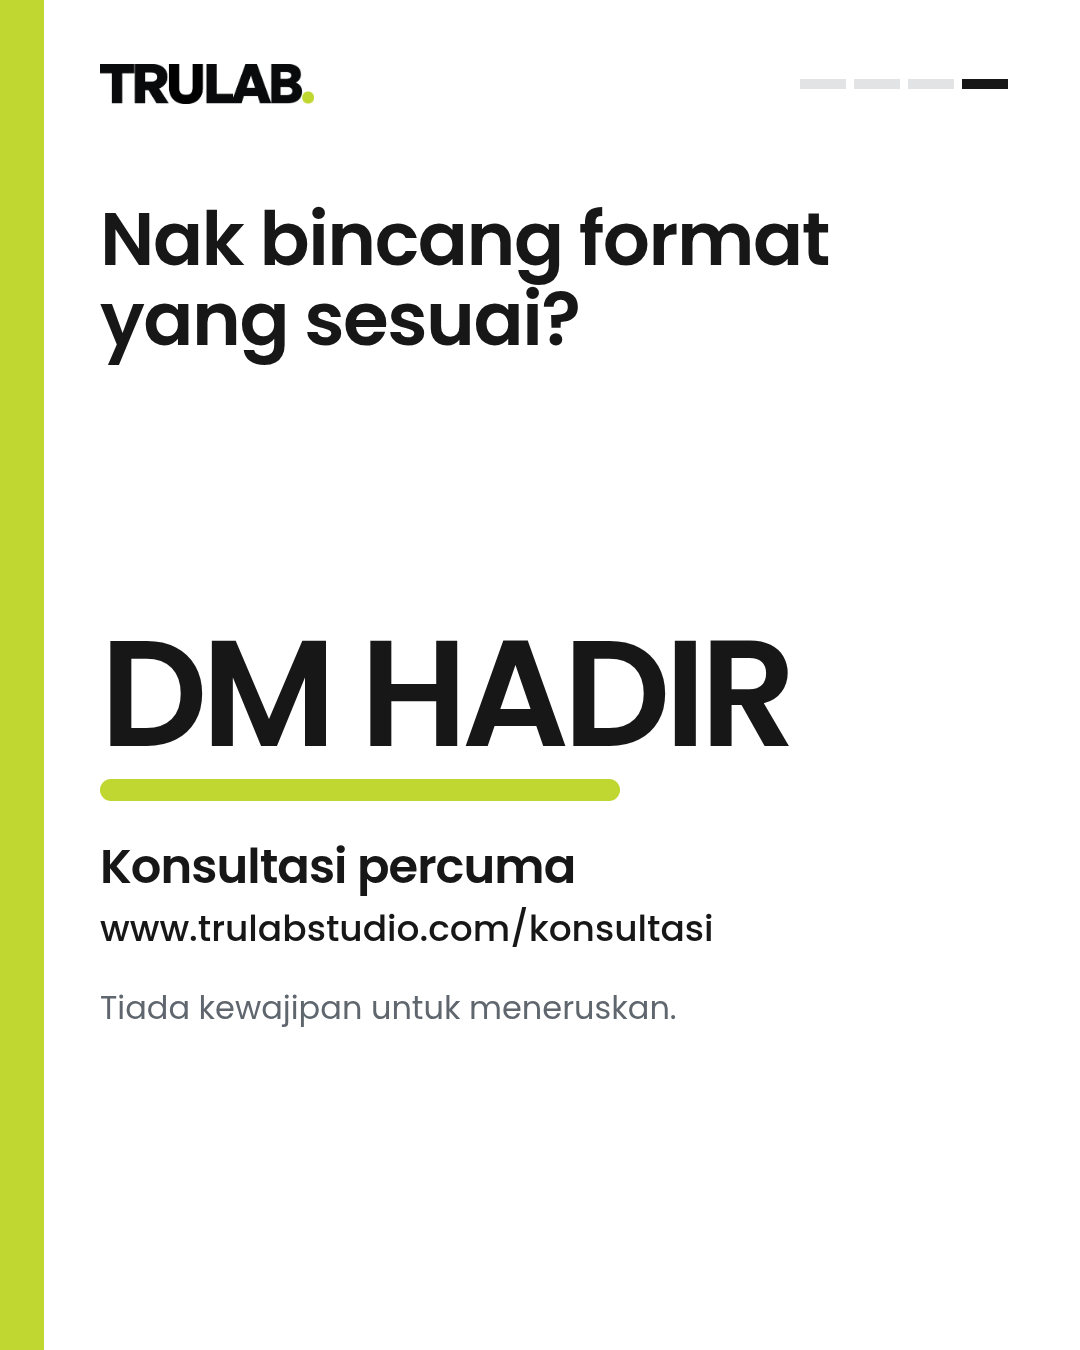 TRULAB.
Nak bincang format
yang sesuai?
DM HADIR
Konsultasi percuma
www.trulabstudio.com/konsultasi
Tiada kewajipan untuk meneruskan.